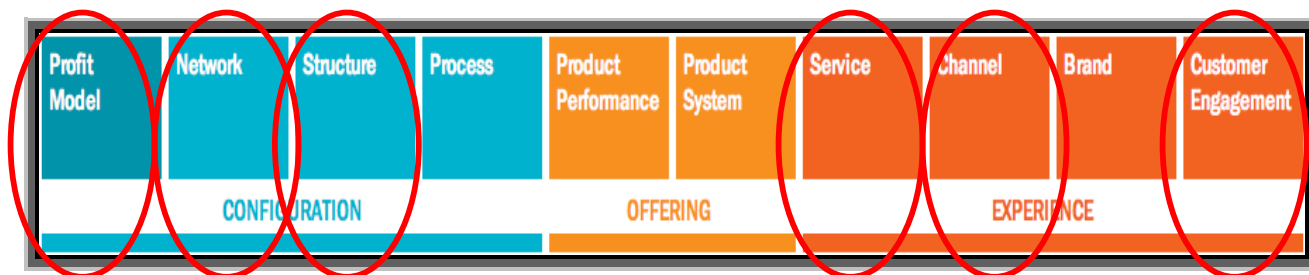 Profit Model
Network
Structure
Process
Product Performance
Product System
Service
Channel
Brand
Customer Engagement
CONFIGURATION
OFFERING
EXPERIENCE